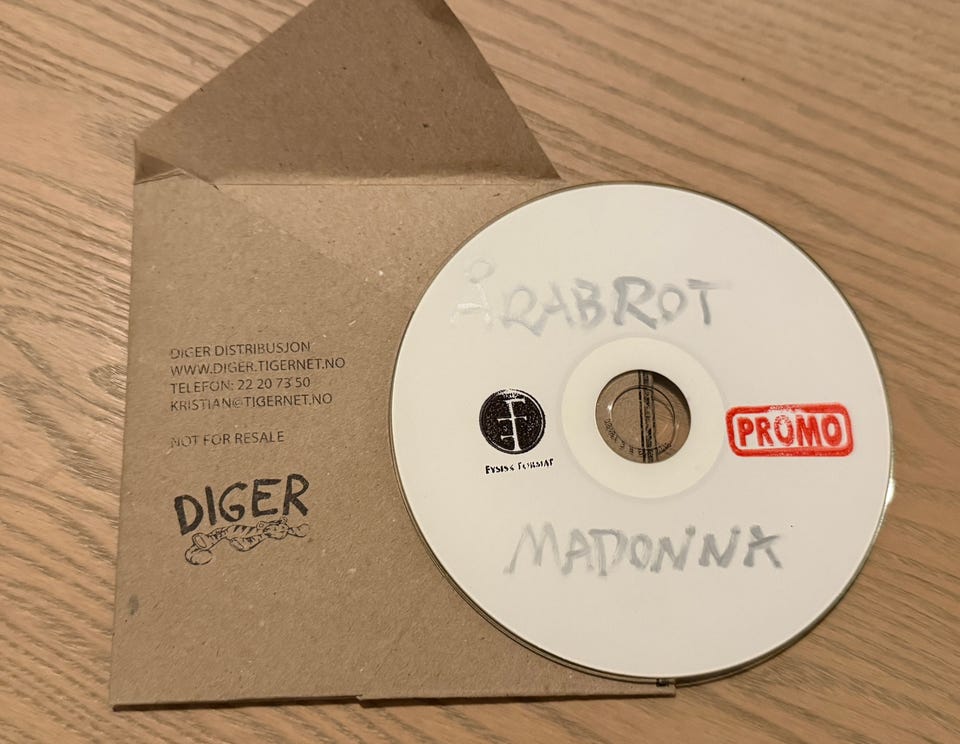 DIGER DISTRIBUSJON
WWW.DIGER.TIGERNET.NO
TELEFON: 22 20 73 50
KRISTIAN@TIGERNET.NO
NOT FOR RESALE
DIGER
ÅRABROT
FYSISK FORMAT
PROMO
MADONNA